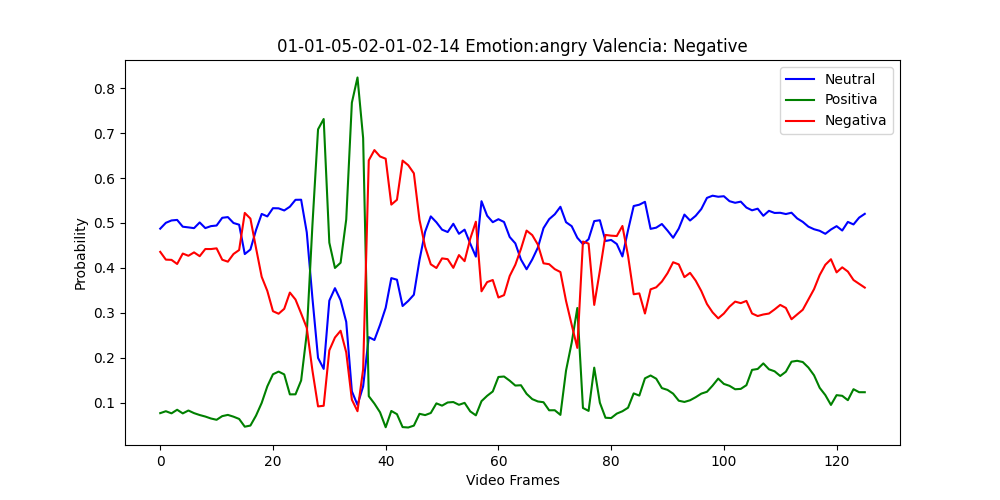 01-01-05-02-01-02-14 Emotion:angry Valencia: Negative
Neutral
Positiva
Negativa
Probability
0.8
0.7
0.6
0.5
0.4
0.3
0.2
0.1
0 20 40 60 80 100 120
Video Frames